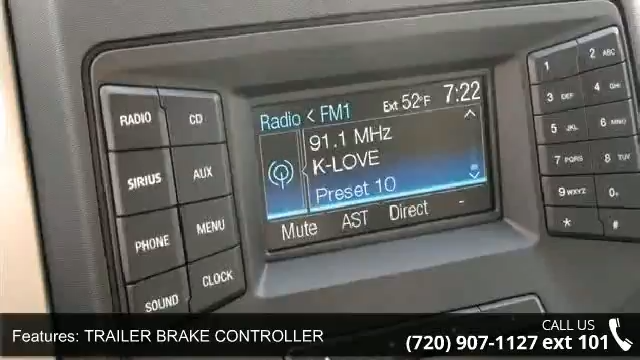 RADIO
CD
SIRIUS
AUX
PHONE
MENU
SOUND
CLOCK
Radio < FM1
Ext 52°F
7:22
91.1 MHz
K-LOVE
Preset 10
Mute AST Direct -
1
2 ABC
3 DEF
4 GHI
5 JKL
6 MNO
7 PQRS
8 TUV
9 WXYZ
0
*
#
Features: TRAILER BRAKE CONTROLLER
CALL US
(720) 907-1127 ext 101